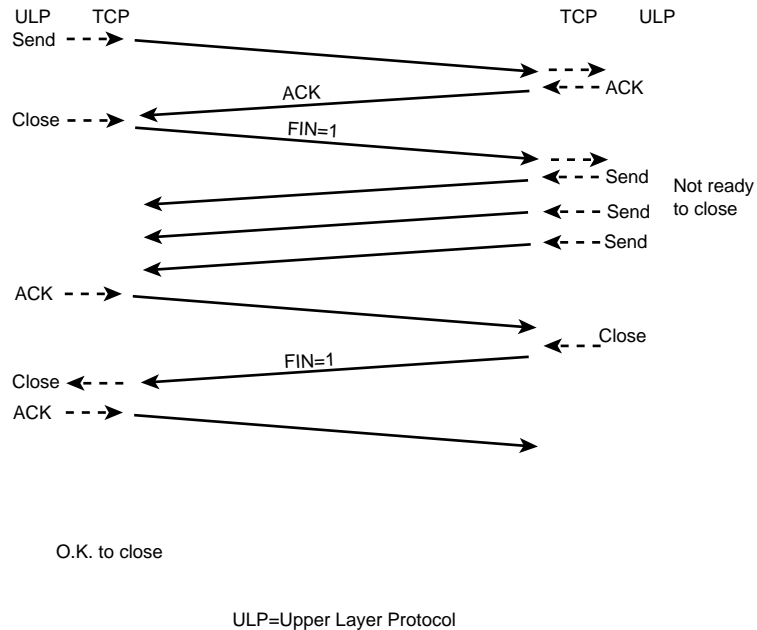 ULP TCP TCP ULP
Send
ACK
ACK
Close
FIN=1
Send
Not ready
to close
Send
Send
ACK
Close
FIN=1
Close
ACK
O.K. to close
ULP=Upper Layer Protocol